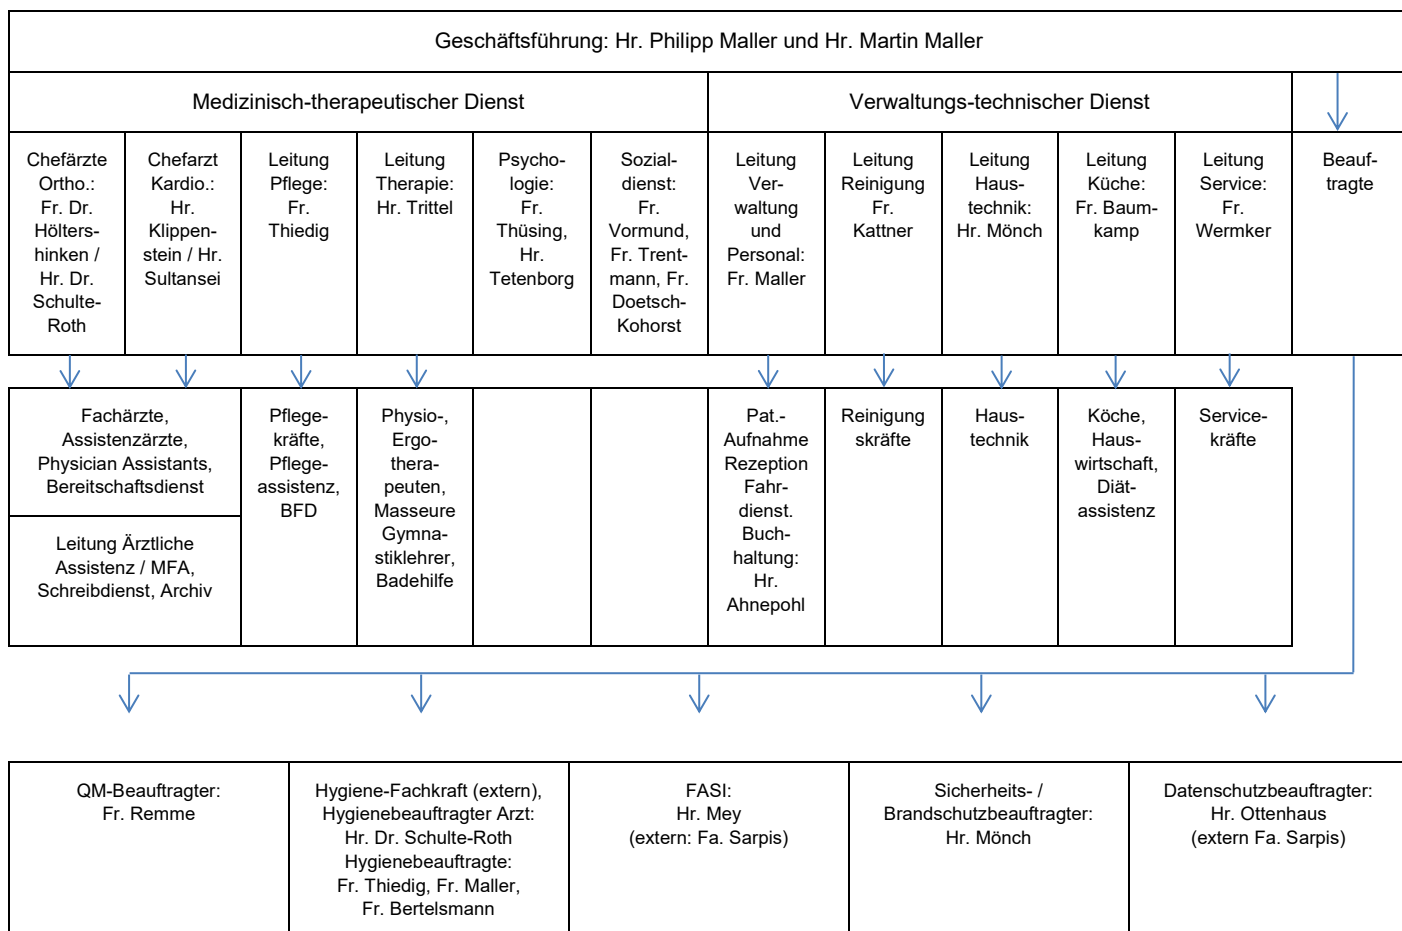 Geschäftsführung: Hr. Philipp Maller und Hr. Martin Maller
Medizinisch-therapeutischer Dienst
Verwaltungs-technischer Dienst
Chefärzte
Ortho.:
Fr. Dr.
Hölters-
hinken /
Hr. Dr.
Schulte-
Roth
Chefarzt
Kardio.:
Hr.
Klippen-
stein / Hr.
Sultansei
Leitung
Pflege:
Fr.
Thiedig
Leitung
Therapie:
Hr. Trittel
Psycho-
logie:
Fr.
Thüsing,
Hr.
Tetenborg
Sozial-
dienst:
Fr.
Vormund,
Fr. Trent-
mann, Fr.
Doetsch-
Kohorst
Leitung
Ver-
waltung
und
Personal:
Fr. Maller
Leitung
Reinigung
Fr.
Kattner
Leitung
Haus-
technik:
Hr. Mönch
Leitung
Küche:
Fr. Baum-
kamp
Leitung
Service:
Fr.
Wermker
Beauf-
tragte
Fachärzte,
Assistenzärzte,
Physician Assistants,
Bereitschaftsdienst
Leitung Ärztliche
Assistenz / MFA,
Schreibdienst, Archiv
Pflege-
kräfte,
Pflege-
assistenz,
BFD
Physio-,
Ergo-
thera-
peuten,
Masseure
Gymna-
stiklehrer,
Badehilfe
Pat.-
Aufnahme
Rezeption
Fahr-
dienst.
Buch-
haltung:
Hr.
Ahnepohl
Reinigung
skräfte
Haus-
technik
Köche,
Haus-
wirtschaft,
Diät-
assistenz
Service-
kräfte
QM-Beauftragter:
Fr. Remme
Hygiene-Fachkraft (extern),
Hygienebeauftragter Arzt:
Hr. Dr. Schulte-Roth
Hygienebeauftragte:
Fr. Thiedig, Fr. Maller,
Fr. Bertelsmann
FASI:
Hr. Mey
(extern: Fa. Sarpis)
Sicherheits- /
Brandschutzbeauftragter:
Hr. Mönch
Datenschutzbeauftragter:
Hr. Ottenhaus
(extern Fa. Sarpis)